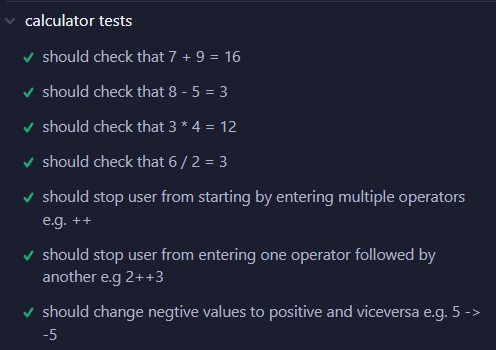 calculator tests
should check that 7 + 9 = 16
should check that 8 - 5 = 3
should check that 3 * 4 = 12
should check that 6 / 2 = 3
should stop user from starting by entering multiple operators
e.g. ++
should stop user from entering one operator followed by
another e.g 2++3
should change negtive values to positive and viceversa e.g. 5 ->
-5